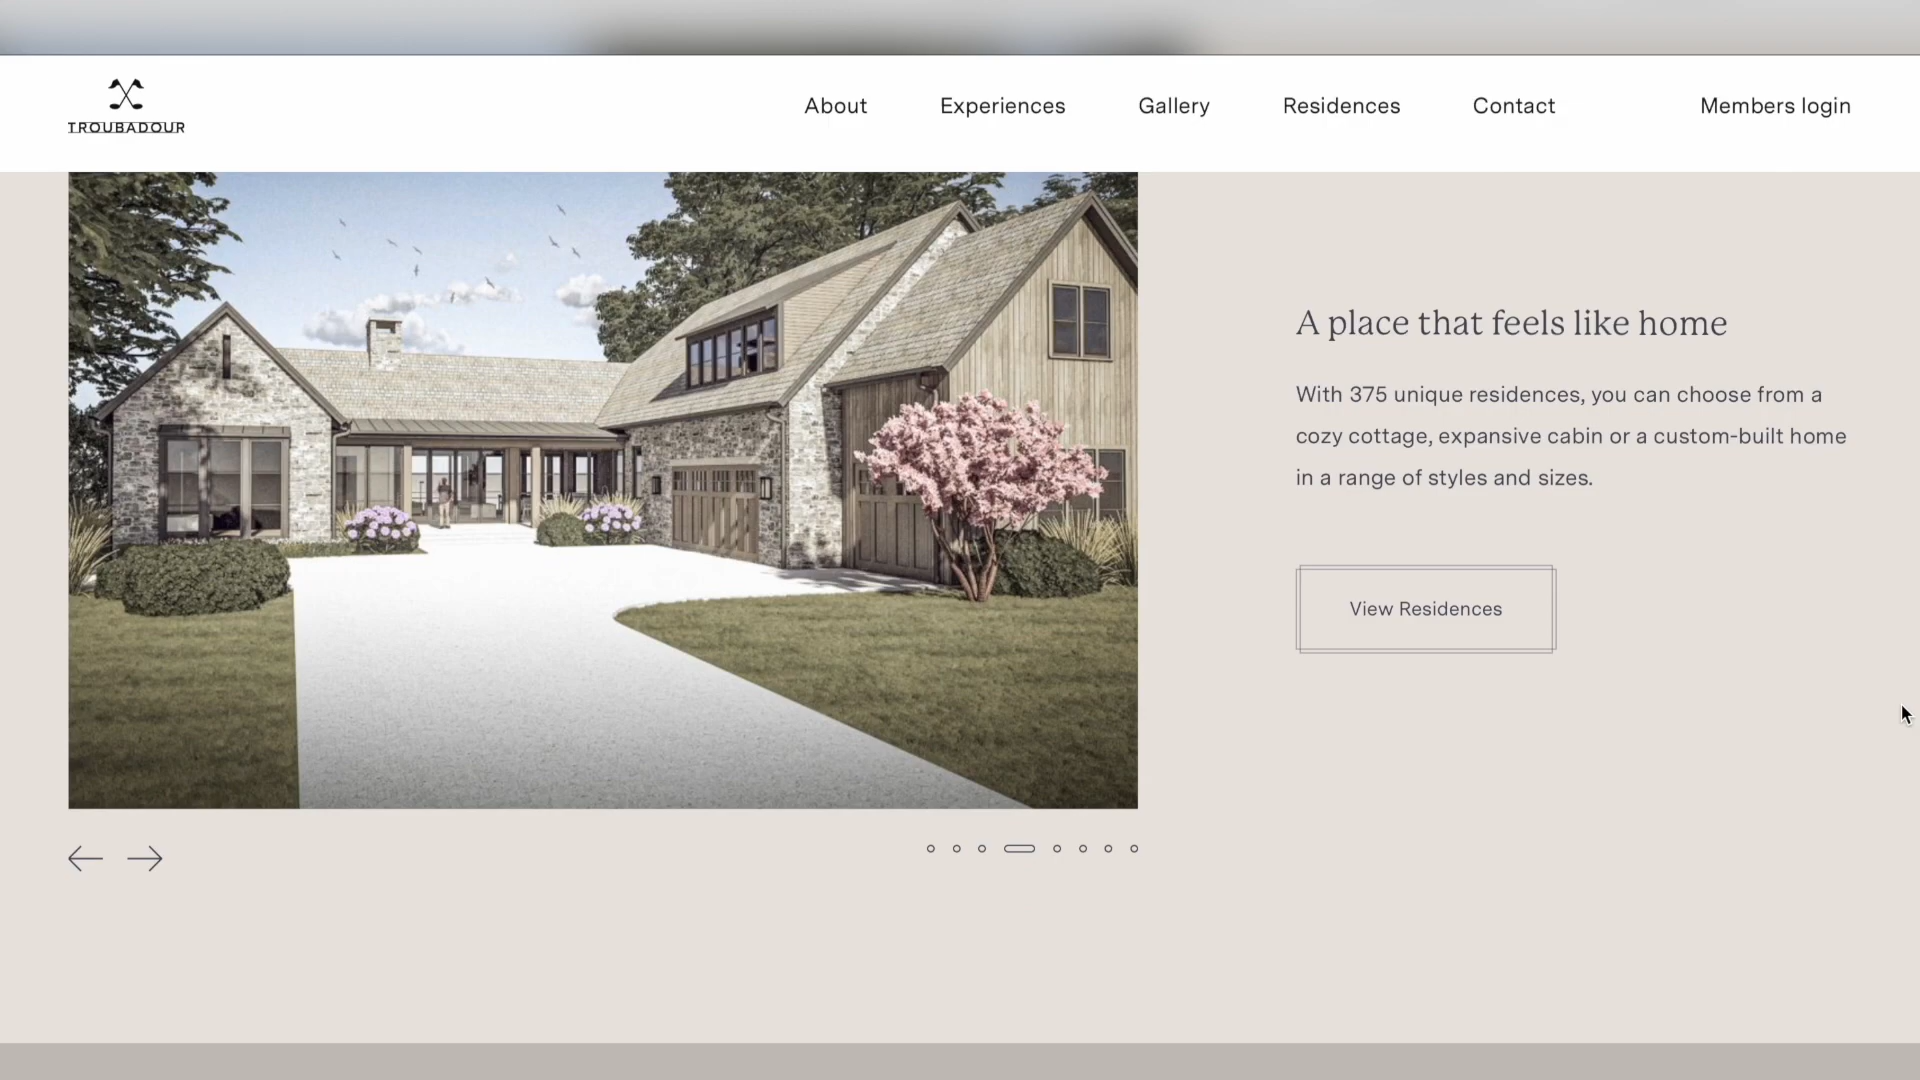 TROUBADOUR
About
Experiences
Gallery
Residences
Contact
Members login
A place that feels like home
With 375 unique residences, you can choose from a
cozy cottage, expansive cabin or a custom-built home
in a range of styles and sizes.
View Residences